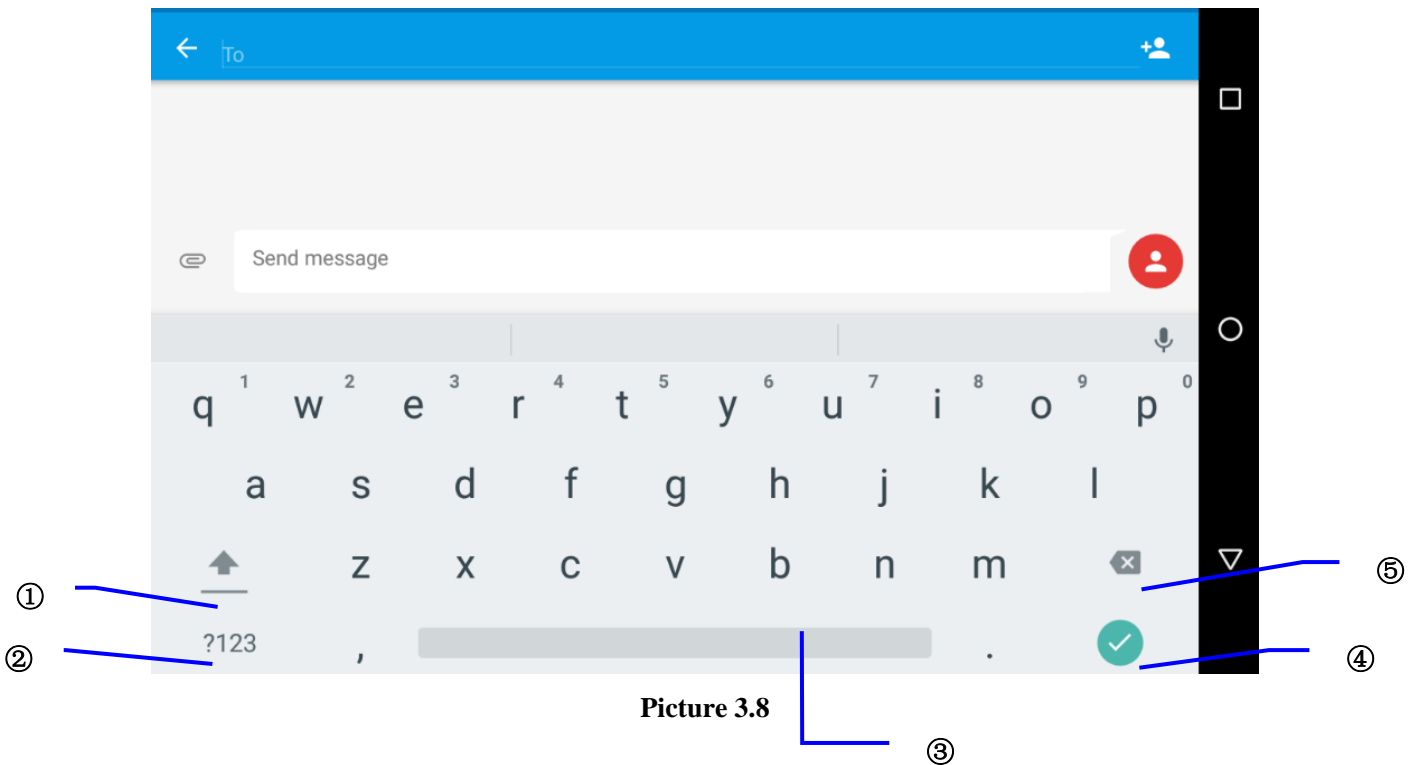 To
Send message
1 2 3 4 5 6 7 8 9 0
q w e r t y u i o p
a s d f g h j k l
z x c v b n m
①
⑤
?123 , .
②
④
Picture 3.8
③